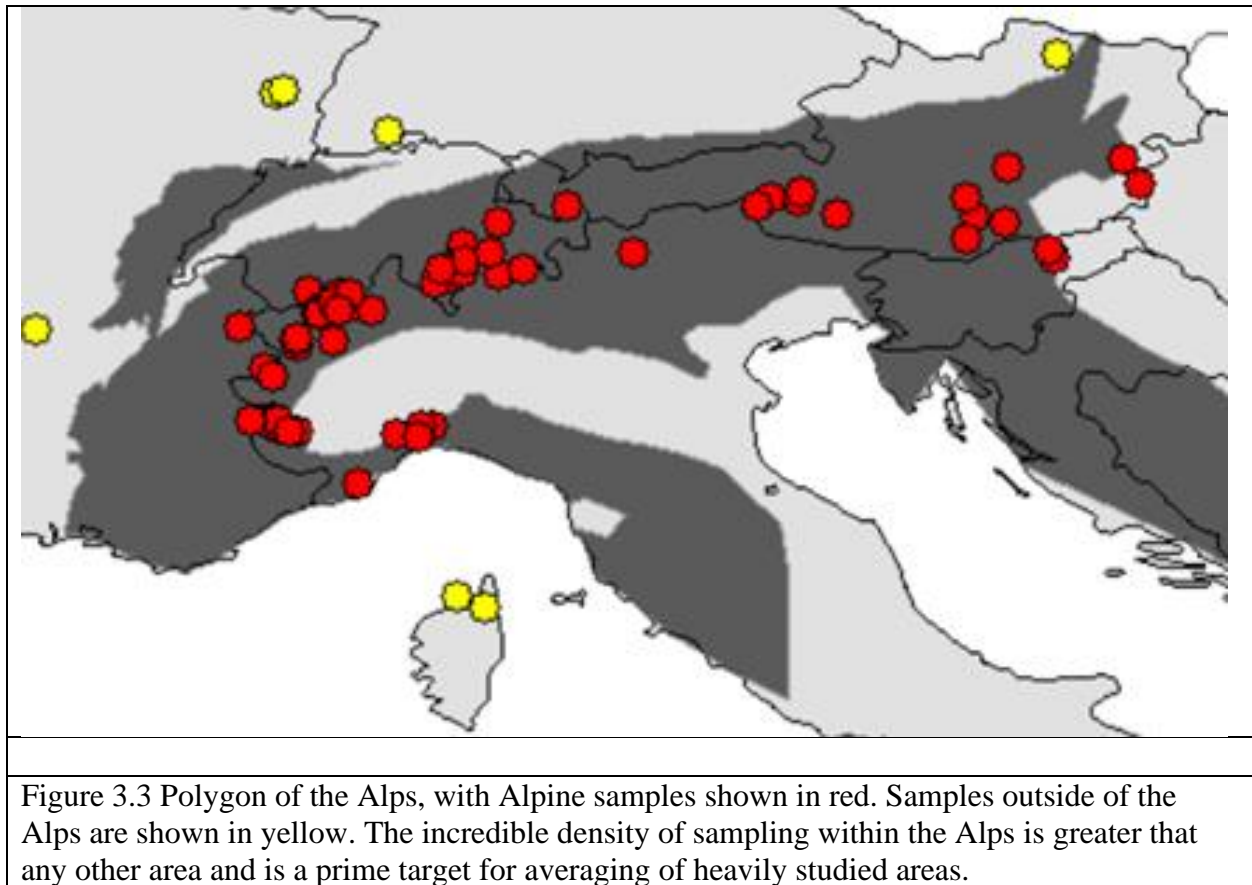 Figure 3.3 Polygon of the Alps, with Alpine samples shown in red. Samples outside of the
Alps are shown in yellow. The incredible density of sampling within the Alps is greater that
any other area and is a prime target for averaging of heavily studied areas.